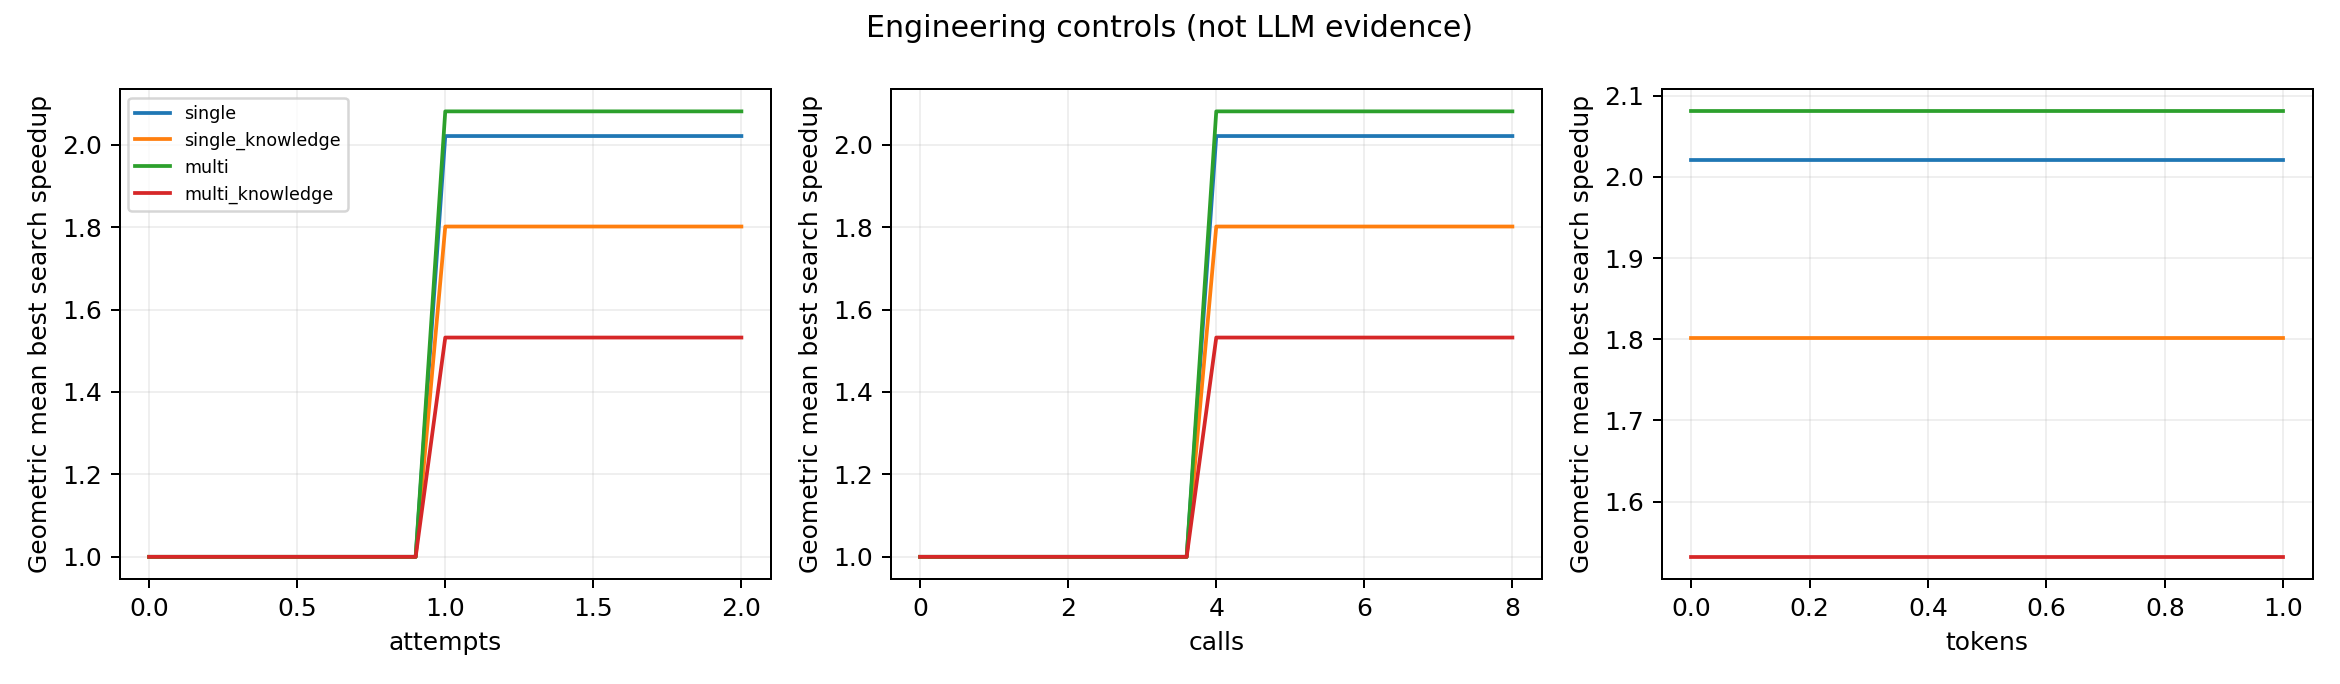 Engineering controls (not LLM evidence)
Geometric mean best search speedup
2.0
1.8
1.6
1.4
1.2
1.0
single
single_knowledge
multi
multi_knowledge
0.0 0.5 1.0 1.5 2.0
attempts
Geometric mean best search speedup
2.0
1.8
1.6
1.4
1.2
1.0
0 2 4 6 8
calls
Geometric mean best search speedup
2.1
2.0
1.9
1.8
1.7
1.6
0.0 0.2 0.4 0.6 0.8 1.0
tokens